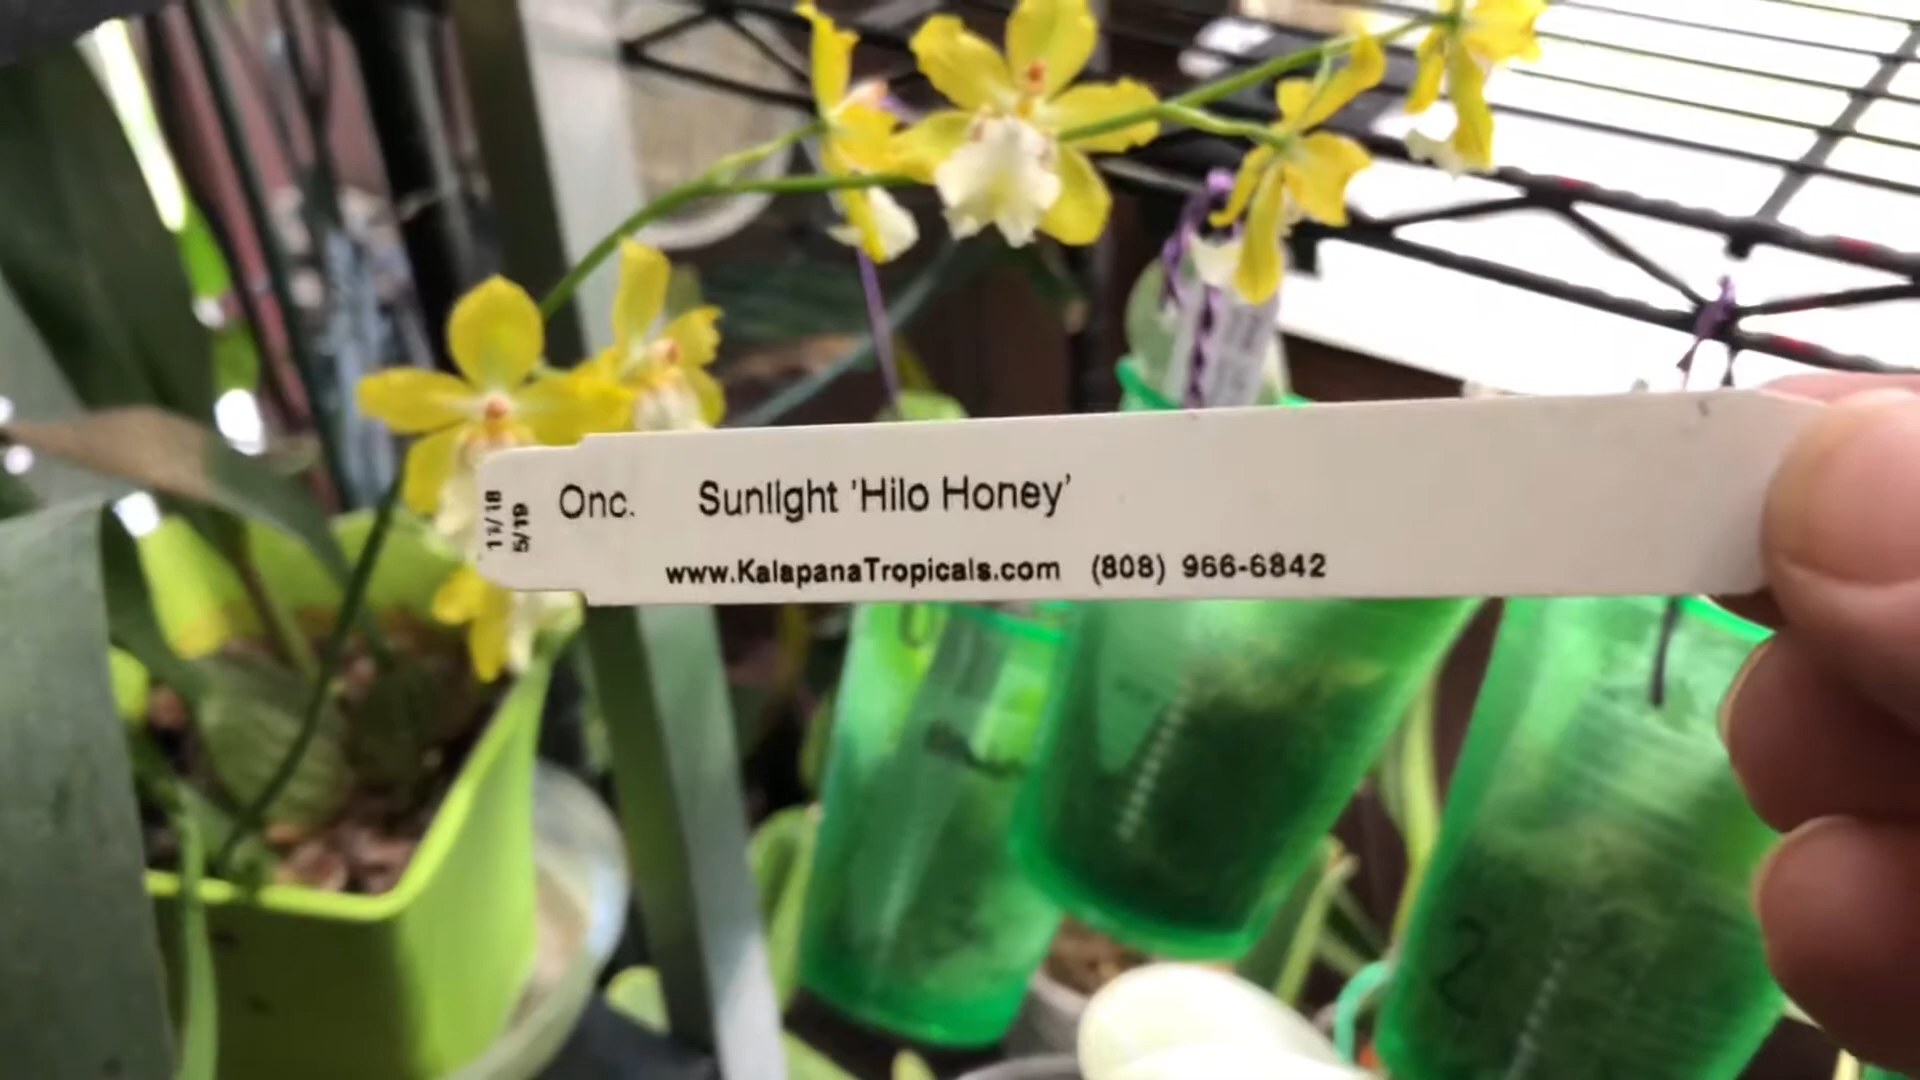 11/18
5/19
Onc. Sunlight 'Hilo Honey'
www.KalapanaTropicals.com (808) 966-6842